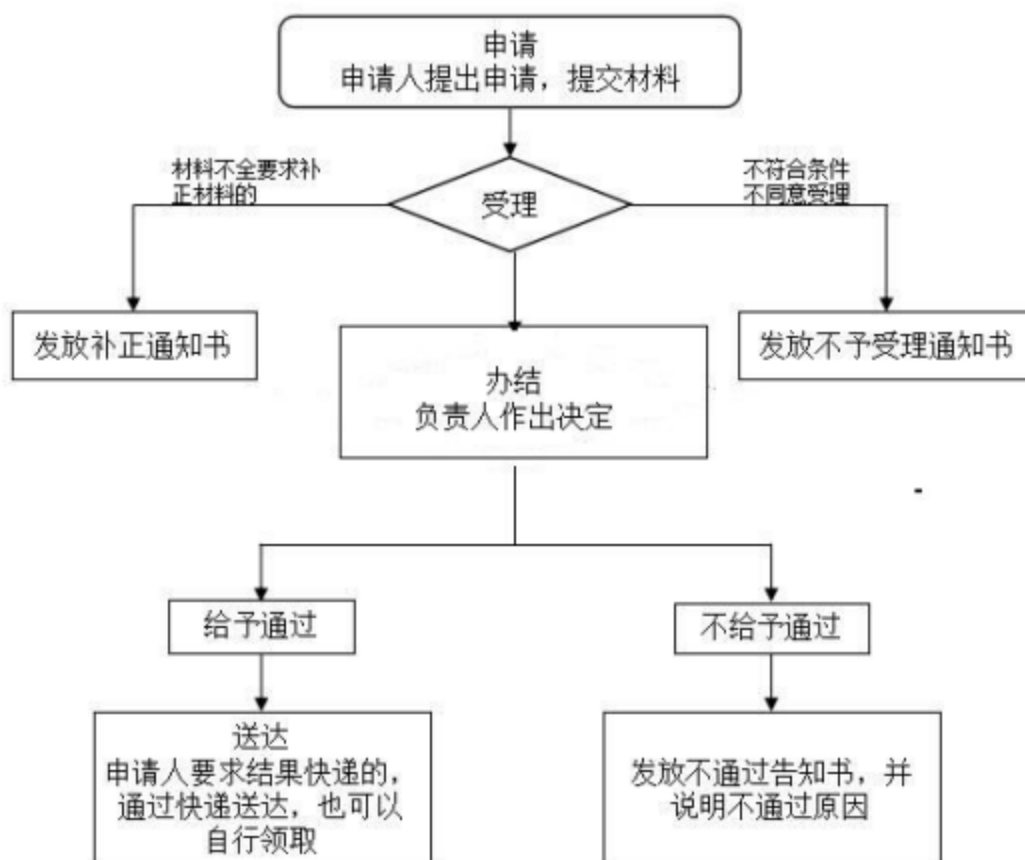 申请
申请人提出申请，提交材料
材料不全要求补
正材料的
受理
不符合条件
不同意受理
发放补正通知书
办结
负责人作出决定
发放不予受理通知书
给予通过
不给予通过
送达
申请人要求结果快递的，
通过快递送达，也可以
自行领取
发放不通过告知书，并
说明不通过原因